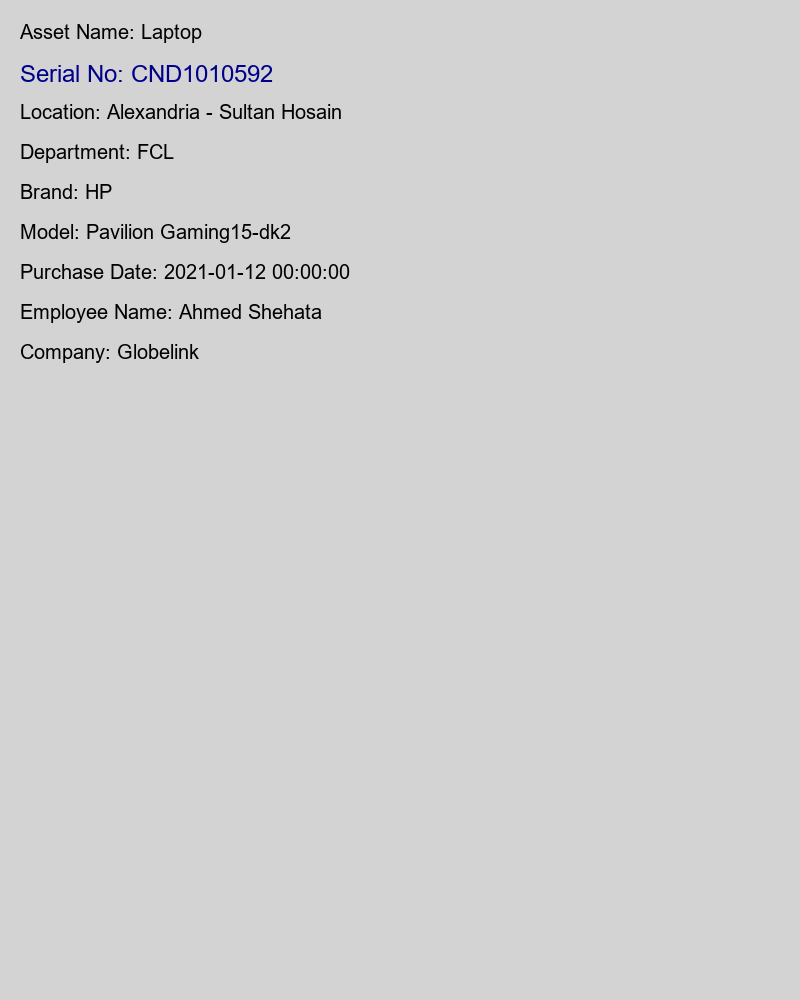 Asset Name: Laptop
Serial No: CND1010592
Location: Alexandria - Sultan Hosain
Department: FCL
Brand: HP
Model: Pavilion Gaming15-dk2
Purchase Date: 2021-01-12 00:00:00
Employee Name: Ahmed Shehata
Company: Globelink